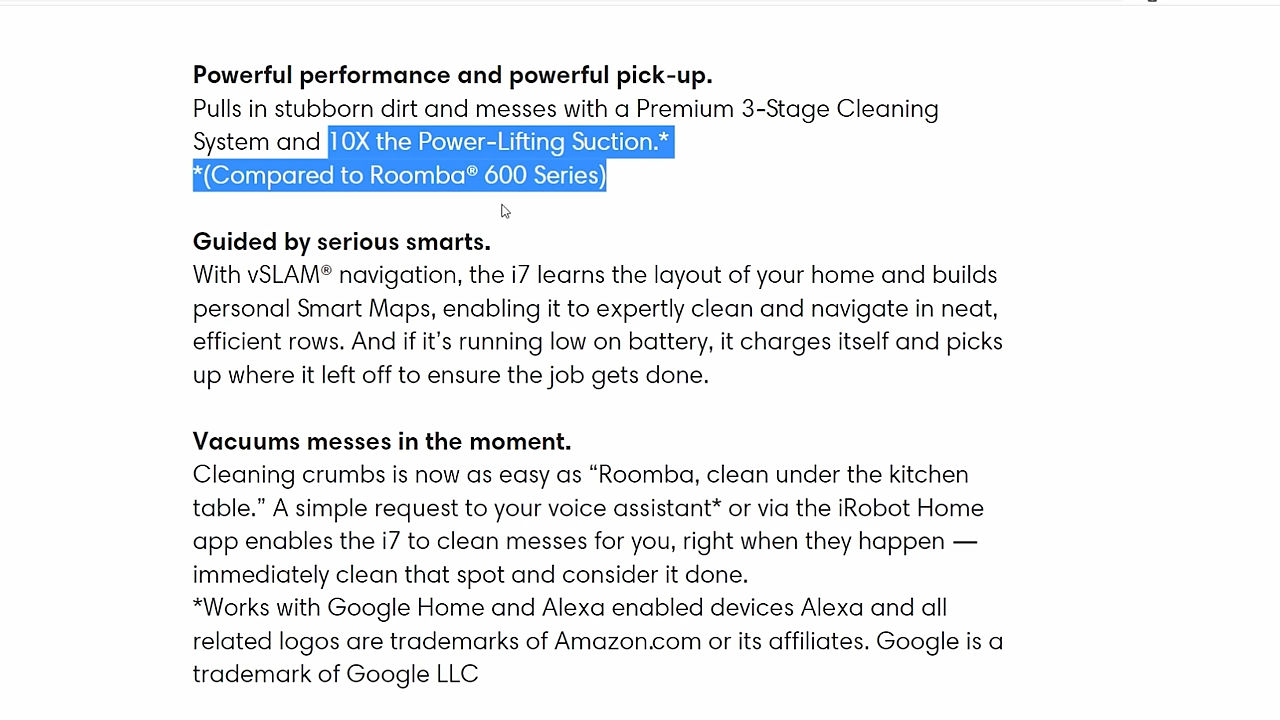 Powerful performance and powerful pick-up.
Pulls in stubborn dirt and messes with a Premium 3-Stage Cleaning
System and 10X the Power-Lifting Suction.*
*(Compared to Roomba® 600 Series)
Guided by serious smarts.
With vSLAM® navigation, the i7 learns the layout of your home and builds
personal Smart Maps, enabling it to expertly clean and navigate in neat,
efficient rows. And if it’s running low on battery, it charges itself and picks
up where it left off to ensure the job gets done.
Vacuums messes in the moment.
Cleaning crumbs is now as easy as “Roomba, clean under the kitchen
table.” A simple request to your voice assistant* or via the iRobot Home
app enables the i7 to clean messes for you, right when they happen —
immediately clean that spot and consider it done.
*Works with Google Home and Alexa enabled devices Alexa and all
related logos are trademarks of Amazon.com or its affiliates. Google is a
trademark of Google LLC